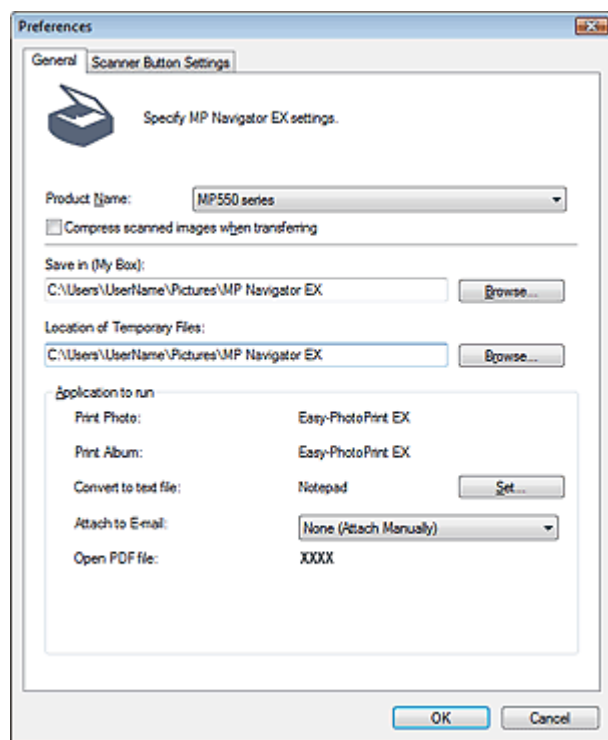 Preferences
General Scanner Button Settings
Specify MP Navigator EX settings.
Product Name: MP550 series
Compress scanned images when transferring
Save in (My Box):
C:\Users\UserName\Pictures\MP Navigator EX Browse...
Location of Temporary Files:
C:\Users\UserName\Pictures\MP Navigator EX Browse...
Application to run
Print Photo: Easy-PhotoPrint EX
Print Album: Easy-PhotoPrint EX
Convert to text file: Notepad Set...
Attach to E-mail: None (Attach Manually)
Open PDF file: XXXX
OK Cancel